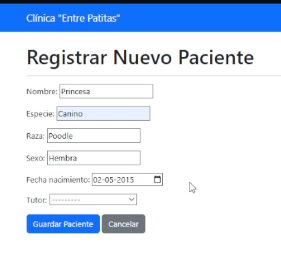 Clínica "Entre Patitas"
Registrar Nuevo Paciente
Nombre: Princesa
Especie: Canino
Raza: Poodle
Sexo: Hembra
Fecha nacimiento: 02-05-2015
Tutor: ---------
Guardar Paciente Cancelar